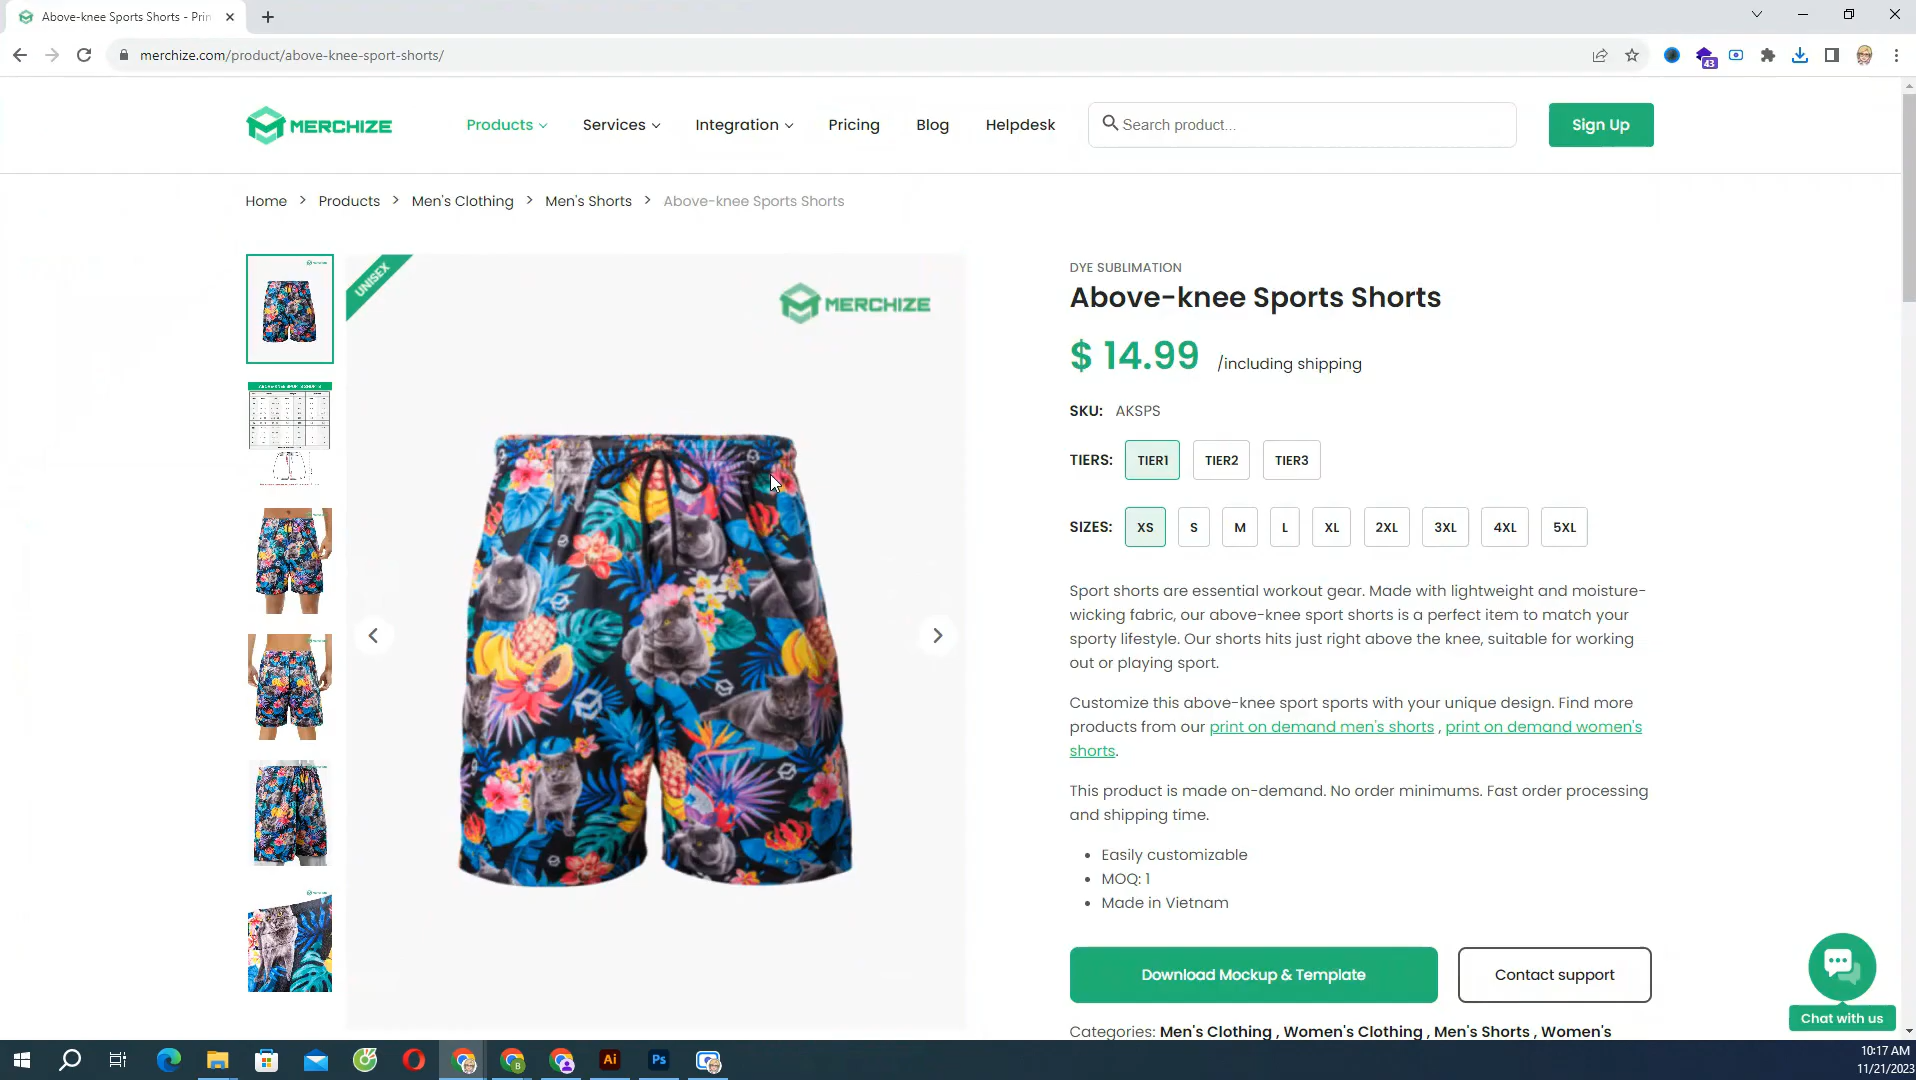 Above-knee Sports Shorts - Prin
merchize.com/product/above-knee-sport-shorts/
43
MERCHIZE
Products
Services
Integration
Pricing
Blog
Helpdesk
Search product...
Sign Up
Home > Products > Men's Clothing > Men's Shorts > Above-knee Sports Shorts
UNISEX
MERCHIZE
DYE SUBLIMATION
Above-knee Sports Shorts
$ 14.99 /including shipping
SKU: AKSPS
TIERS: TIER1 TIER2 TIER3
SIZES: XS S M L XL 2XL 3XL 4XL 5XL
Sport shorts are essential workout gear. Made with lightweight and moisture-
wicking fabric, our above-knee sport shorts is a perfect item to match your
sporty lifestyle. Our shorts hits just right above the knee, suitable for working
out or playing sport.
Customize this above-knee sport sports with your unique design. Find more
products from our print on demand men's shorts , print on demand women's
shorts.
This product is made on-demand. No order minimums. Fast order processing
and shipping time.
• Easily customizable
• MOQ: 1
• Made in Vietnam
Download Mockup & Template
Contact support
Chat with us
Categories: Men's Clothing , Women's Clothing , Men's Shorts , Women's
Ai
Ps
10:17 AM
11/21/2023